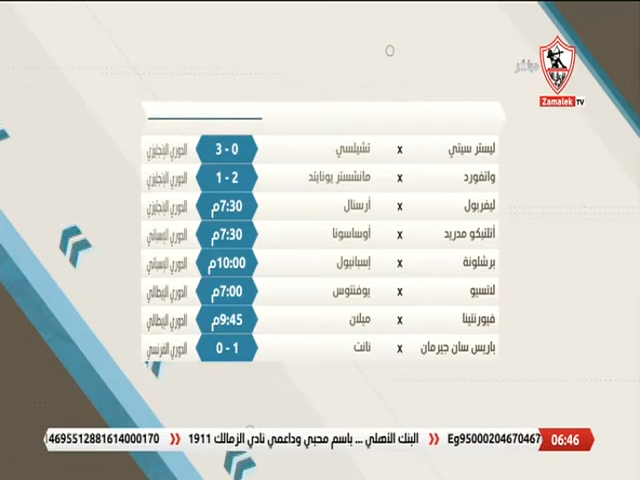 مباشر
Zamalek TV
ليستر سيتي x تشيلسي 3 - 0 الدوري الإنجليزي
واتفورد x مانشستر يونايتد 1 - 2 الدوري الإنجليزي
ليفربول x أرسنال 7:30م الدوري الإنجليزي
أتلتيكو مدريد x أوساسونا 7:30م الدوري الإسباني
برشلونة x إسبانيول 10:00م الدوري الإسباني
لاتسيو x يوفنتوس 7:00م الدوري الإيطالي
فيورنتينا x ميلان 9:45م الدوري الإيطالي
باريس سان جيرمان x نانت 0 - 1 الدوري الفرنسي
06:46 Eg95000204670467 » البنك الأهلي ... باسم محبي وداعمي نادي الزمالك 1911 » 4695512881614000170